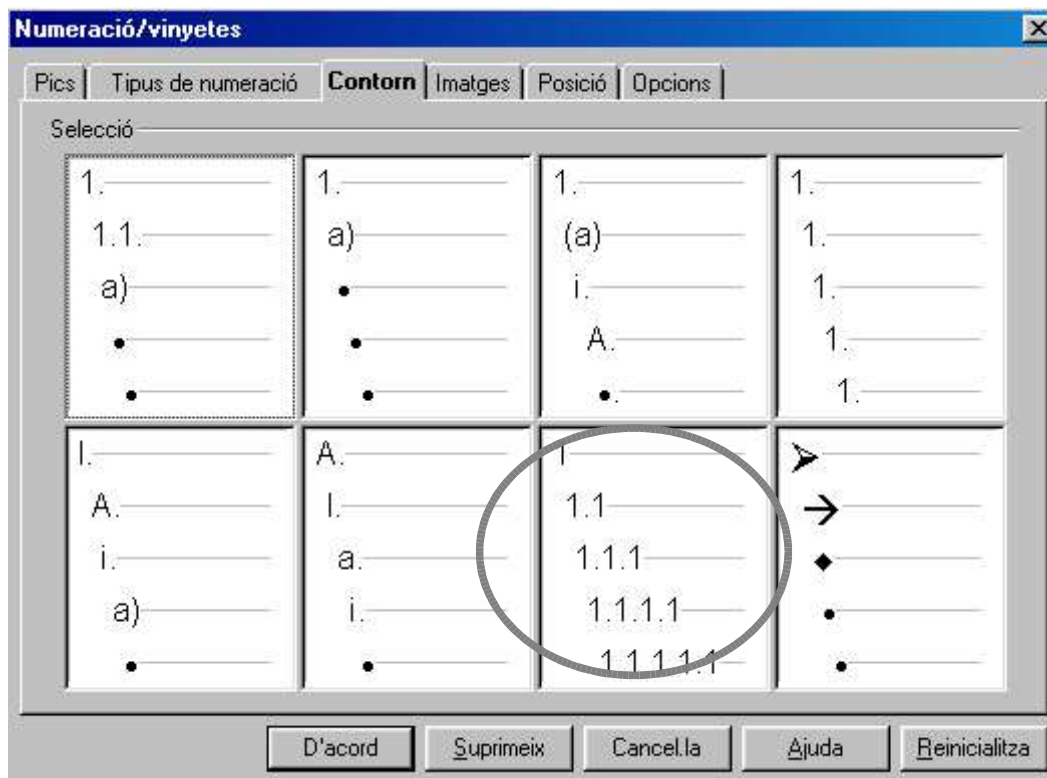 Numeració/vinyetes
Pics Tipus de numeració Contorn Imatges Posició Opcions
Selecció
1.
1.1.
a)
•
•
1.
a)
•
•
•
1.
(a)
i.
A.
•.
1.
1.
1.
1.
1.
I.
A.
i.
a)
•
A.
I.
a.
i.
•
1
1.1
1.1.1
1.1.1.1
1.1.1.1.1
➢
→
◆
•
•
D'acord Suprimeix Cancel.la Ajuda Reinicialitza